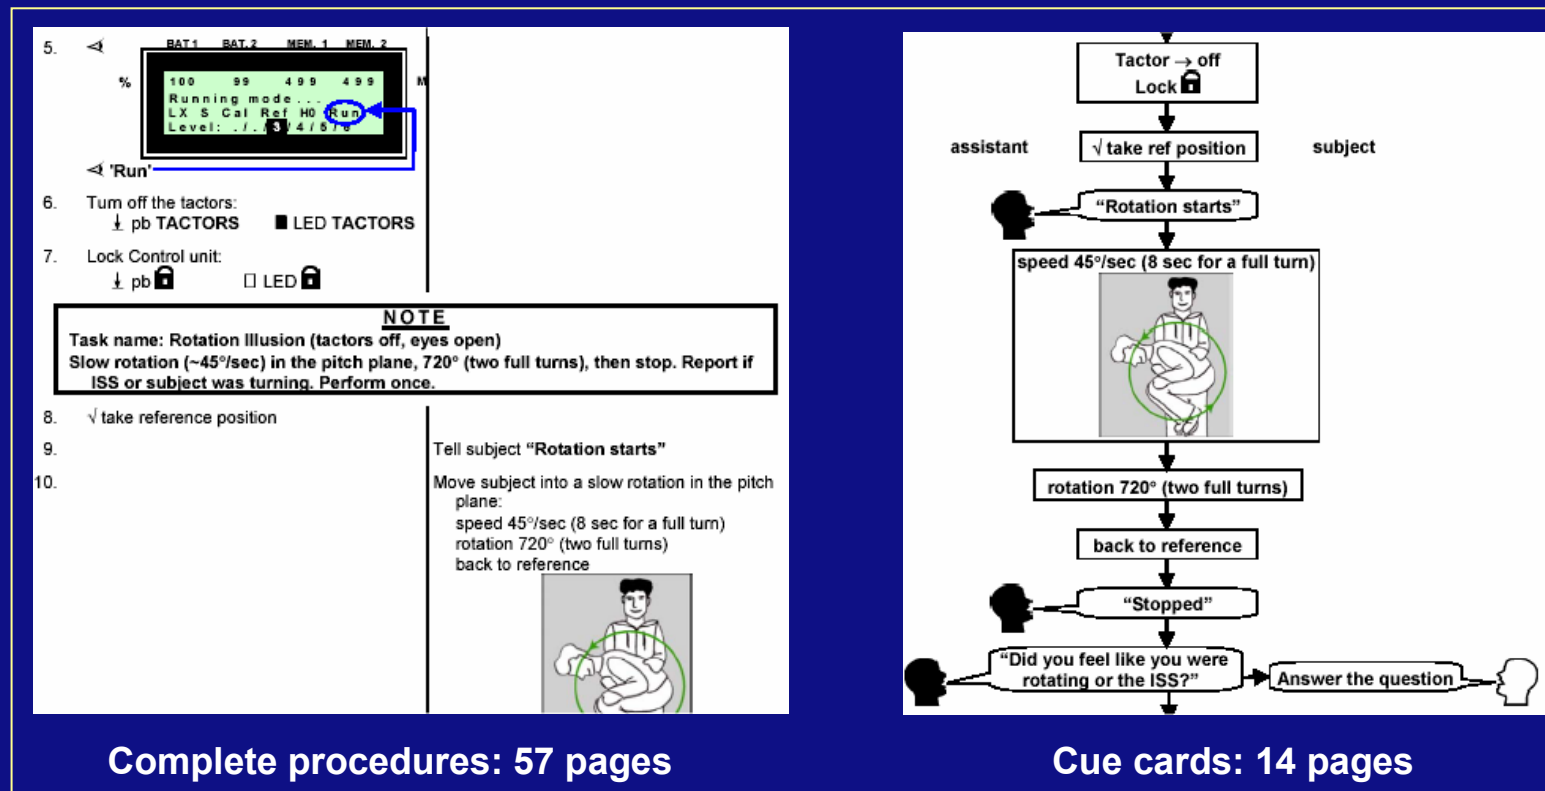 5.
BAT1 BAT.2 MEM. 1 MEM. 2
% 100 99 499 499 M
Running mode...
LX S Cal Ref H0 Run
Level: ./././3/4/5/6
'Run'
6. Turn off the tactors:
pb TACTORS LED TACTORS
7. Lock Control unit:
pb LED
NOTE
Task name: Rotation Illusion (tactors off, eyes open)
Slow rotation (~45°/sec) in the pitch plane, 720° (two full turns), then stop. Report if
ISS or subject was turning. Perform once.
8. √ take reference position
9. Tell subject “Rotation starts”
10. Move subject into a slow rotation in the pitch
plane:
speed 45°/sec (8 sec for a full turn)
rotation 720° (two full turns)
back to reference
Complete procedures: 57 pages
Tactor → off
Lock
assistant √ take ref position subject
“Rotation starts”
speed 45°/sec (8 sec for a full turn)
rotation 720° (two full turns)
back to reference
“Stopped”
“Did you feel like you were
rotating or the ISS?”
Answer the question
Cue cards: 14 pages